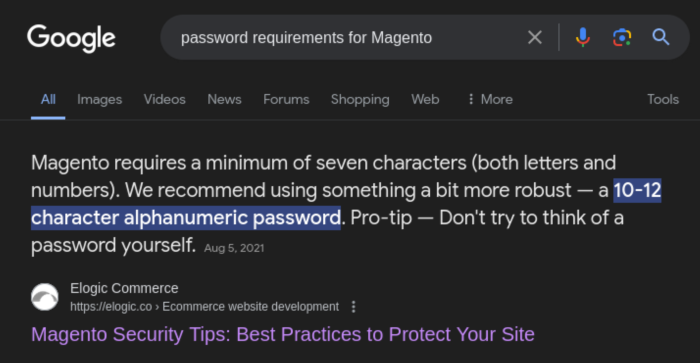 Google
password requirements for Magento
All Images Videos News Forums Shopping Web More Tools
Magento requires a minimum of seven characters (both letters and
numbers). We recommend using something a bit more robust — a 10-12
character alphanumeric password. Pro-tip — Don't try to think of a
password yourself. Aug 5, 2021
Elogic Commerce
https://elogic.co › Ecommerce website development
Magento Security Tips: Best Practices to Protect Your Site